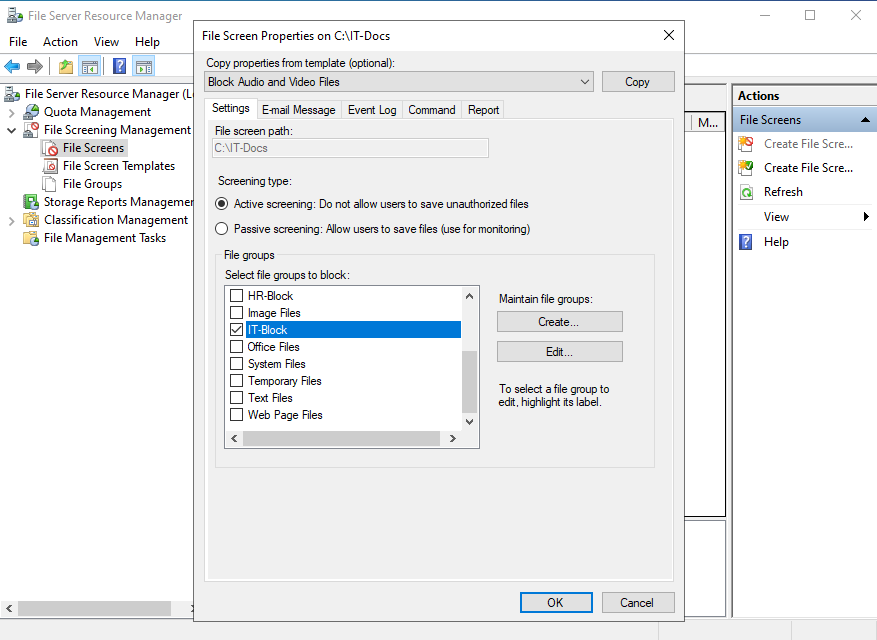 File Server Resource Manager
File Action View Help
File Server Resource Manager (L
Quota Management
File Screening Management
File Screens
File Screen Templates
File Groups
Storage Reports Managemer
Classification Management
File Management Tasks
File Screen Properties on C:\IT-Docs
Copy properties from template (optional):
Block Audio and Video Files
Copy
Settings E-mail Message Event Log Command Report
File screen path:
C:\IT-Docs
Screening type:
Active screening: Do not allow users to save unauthorized files
Passive screening: Allow users to save files (use for monitoring)
File groups
Select file groups to block:
HR-Block
Image Files
IT-Block
Office Files
System Files
Temporary Files
Text Files
Web Page Files
Maintain file groups:
Create...
Edit...
To select a file group to
edit, highlight its label.
OK Cancel
M...
Actions
File Screens
Create File Scre...
Create File Scre...
Refresh
View
Help